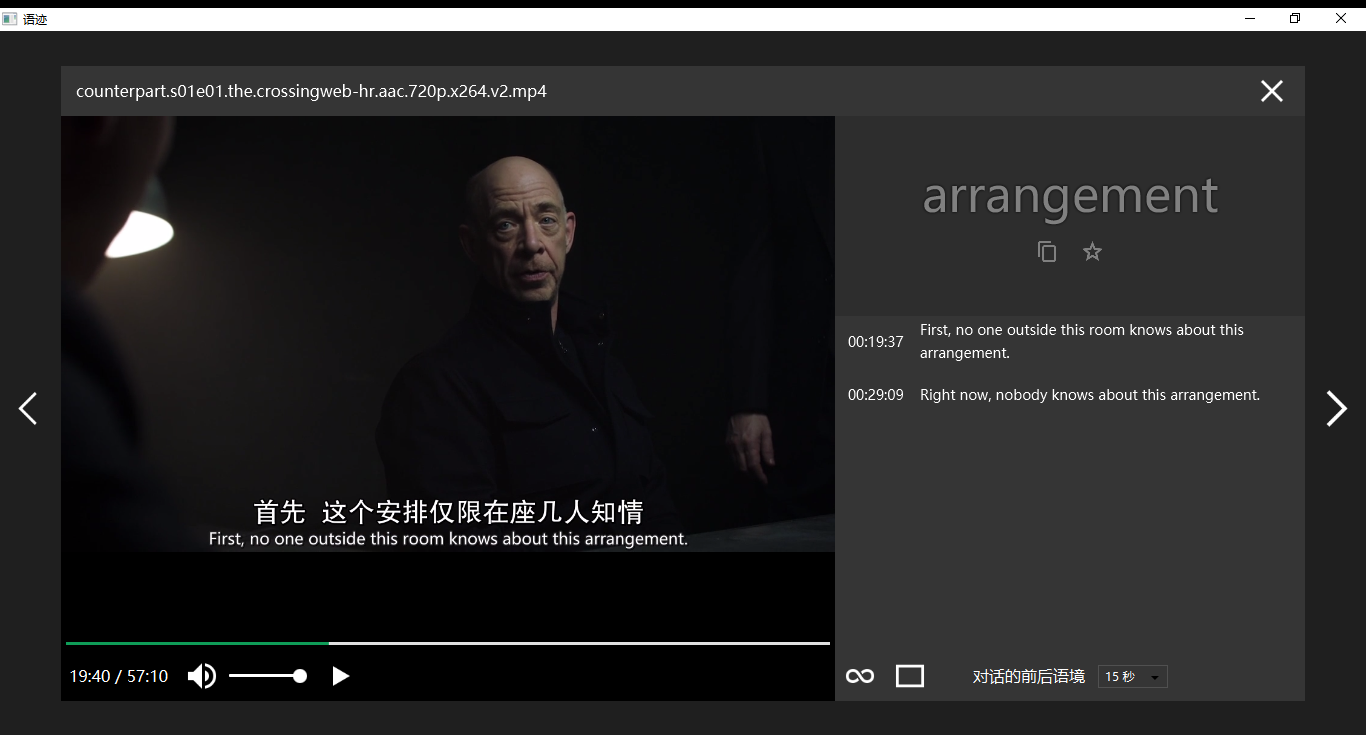 语迹
counterpart.s01e01.the.crossingweb-hr.aac.720p.x264.v2.mp4
首先 这个安排仅限在座几人知情
First, no one outside this room knows about this arrangement.
19:40 / 57:10
arrangement
00:19:37 First, no one outside this room knows about this
arrangement.
00:29:09 Right now, nobody knows about this arrangement.
对话的前后语境 15 秒